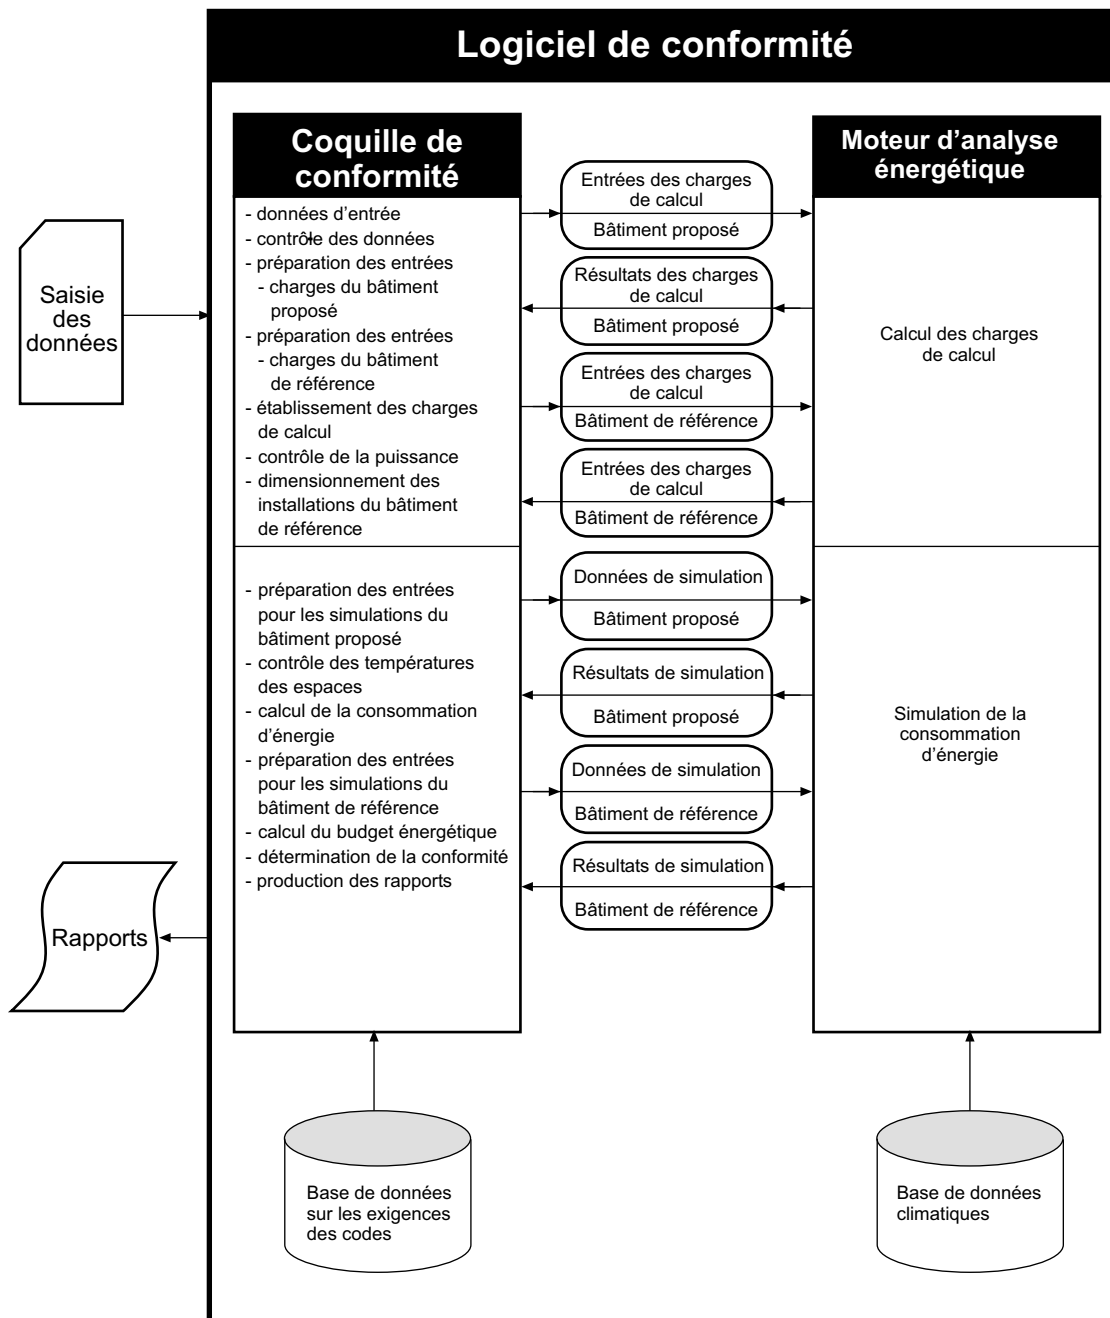 Logiciel de conformité
Coquille de
conformité
Moteur d'analyse
énergétique
Saisie
des
données
- données d'entrée
- contrôle des données
- préparation des entrées
- charges du bâtiment
proposé
- préparation des entrées
- charges du bâtiment
de référence
- établissement des charges
de calcul
- contrôle de la puissance
- dimensionnement des
installations du bâtiment
de référence
Entrées des charges
de calcul
Bâtiment proposé
Résultats des charges
de calcul
Bâtiment proposé
Entrées des charges
de calcul
Bâtiment de référence
Entrées des charges
de calcul
Bâtiment de référence
Calcul des charges
de calcul
- préparation des entrées
pour les simulations du
bâtiment proposé
- contrôle des températures
des espaces
- calcul de la consommation
d'énergie
- préparation des entrées
pour les simulations du
bâtiment de référence
- calcul du budget énergétique
- détermination de la conformité
- production des rapports
Données de simulation
Bâtiment proposé
Résultats de simulation
Bâtiment proposé
Données de simulation
Bâtiment de référence
Résultats de simulation
Bâtiment de référence
Simulation de la
consommation
d'énergie
Rapports
Base de données
sur les exigences
des codes
Base de données
climatiques